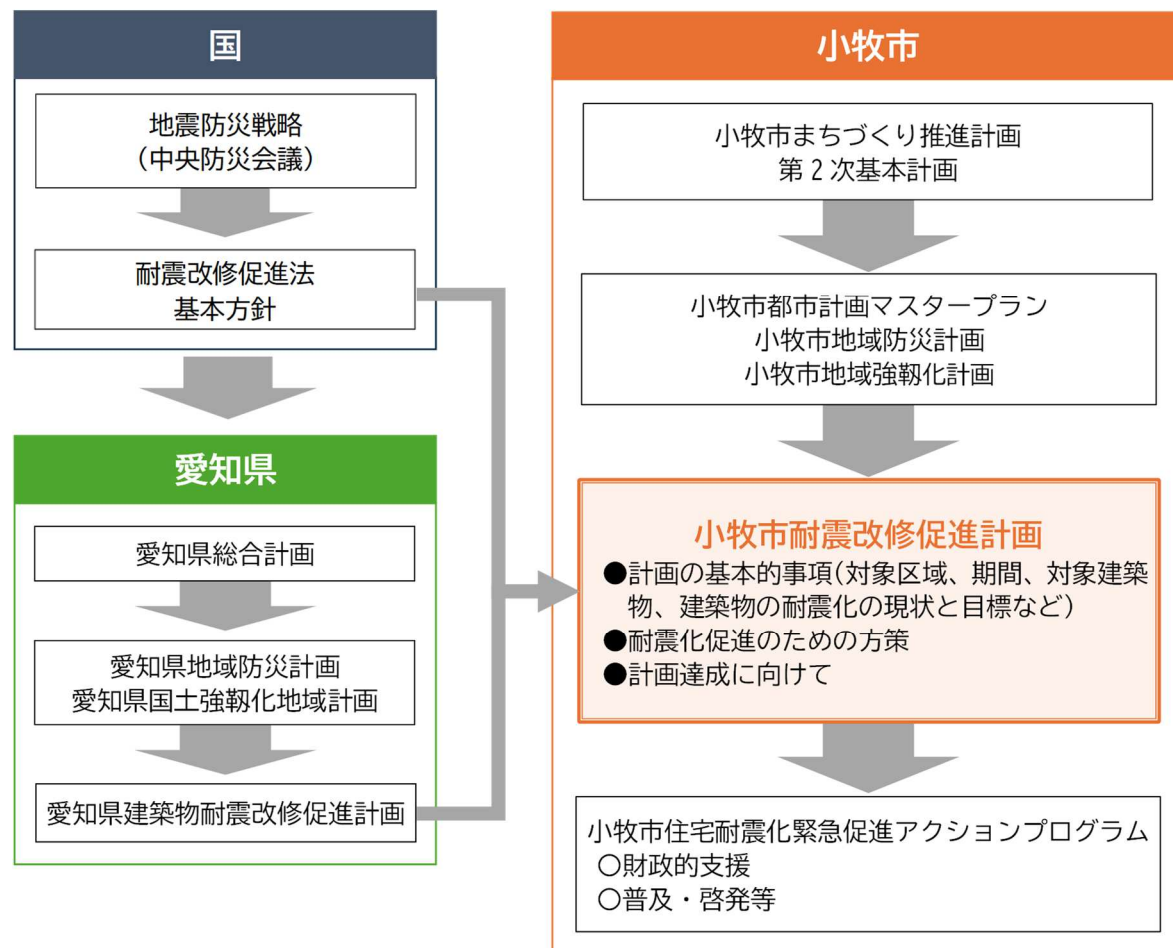 国
地震防災戦略
（中央防災会議）
耐震改修促進法
基本方針
愛知県
愛知県総合計画
愛知県地域防災計画
愛知県国土強靱化地域計画
愛知県建築物耐震改修促進計画
小牧市
小牧市まちづくり推進計画
第２次基本計画
小牧市都市計画マスタープラン
小牧市地域防災計画
小牧市地域強靱化計画
小牧市耐震改修促進計画
●計画の基本的事項（対象区域、期間、対象建築
物、建築物の耐震化の現状と目標など）
●耐震化促進のための方策
●計画達成に向けて
小牧市住宅耐震化緊急促進アクションプログラム
○財政的支援
○普及・啓発等